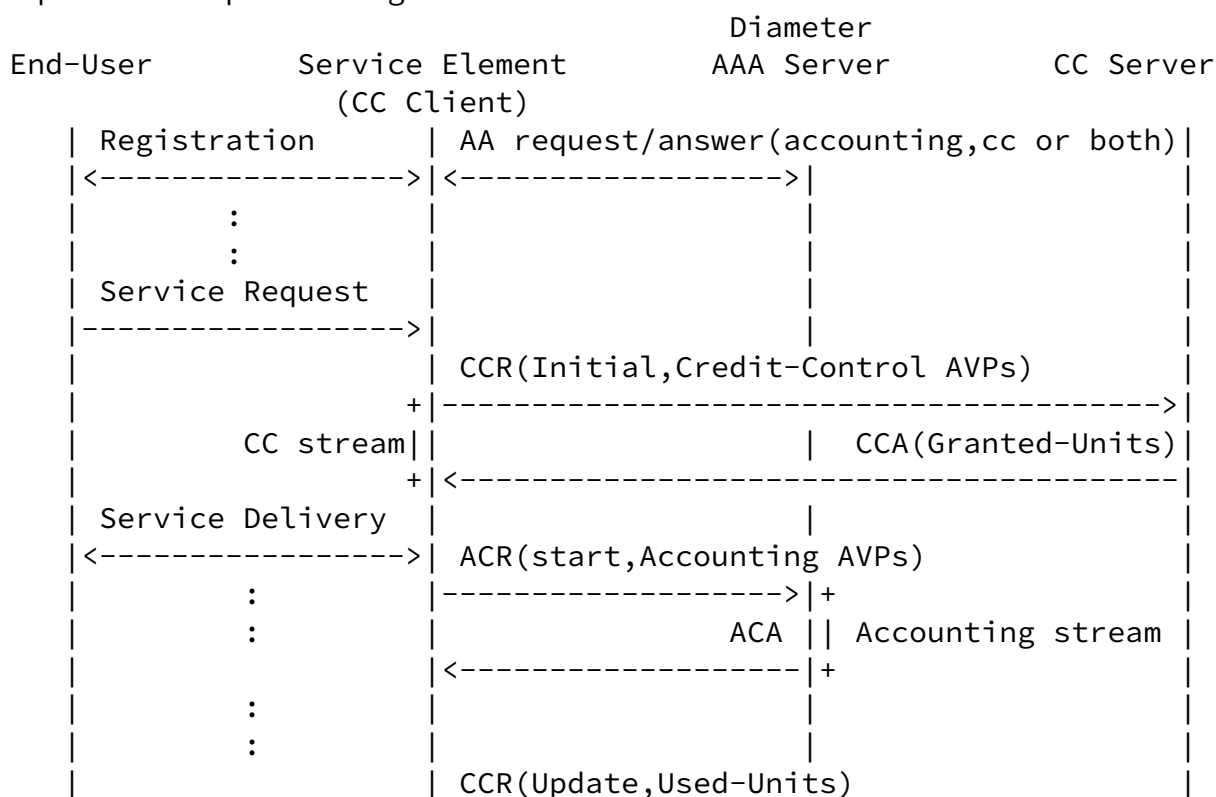 Diameter
End-User        Service Element        AAA Server        CC Server
                  (CC Client)
   | Registration      | AA request/answer(accounting,cc or both)|
   |<----------------->|<------------------>|                    |
   |        :          |                    |                    |
   |        :          |                    |                    |
   | Service Request   |                    |                    |
   |------------------>|                    |                    |
   |                   | CCR(Initial,Credit-Control AVPs)        |
   |                  +|---------------------------------------->|
   |         CC stream||                    |  CCA(Granted-Units)|
   |                  +|<----------------------------------------|
   | Service Delivery  |                    |                    |
   |<----------------->| ACR(start,Accounting AVPs)              |
   |         :         |------------------->|+                   |
   |         :         |                ACA || Accounting stream |
   |                   |<-------------------|+                   |
   |         :         |                    |                    |
   |         :         |                    |                    |
   |                   | CCR(Update,Used-Units)                  |